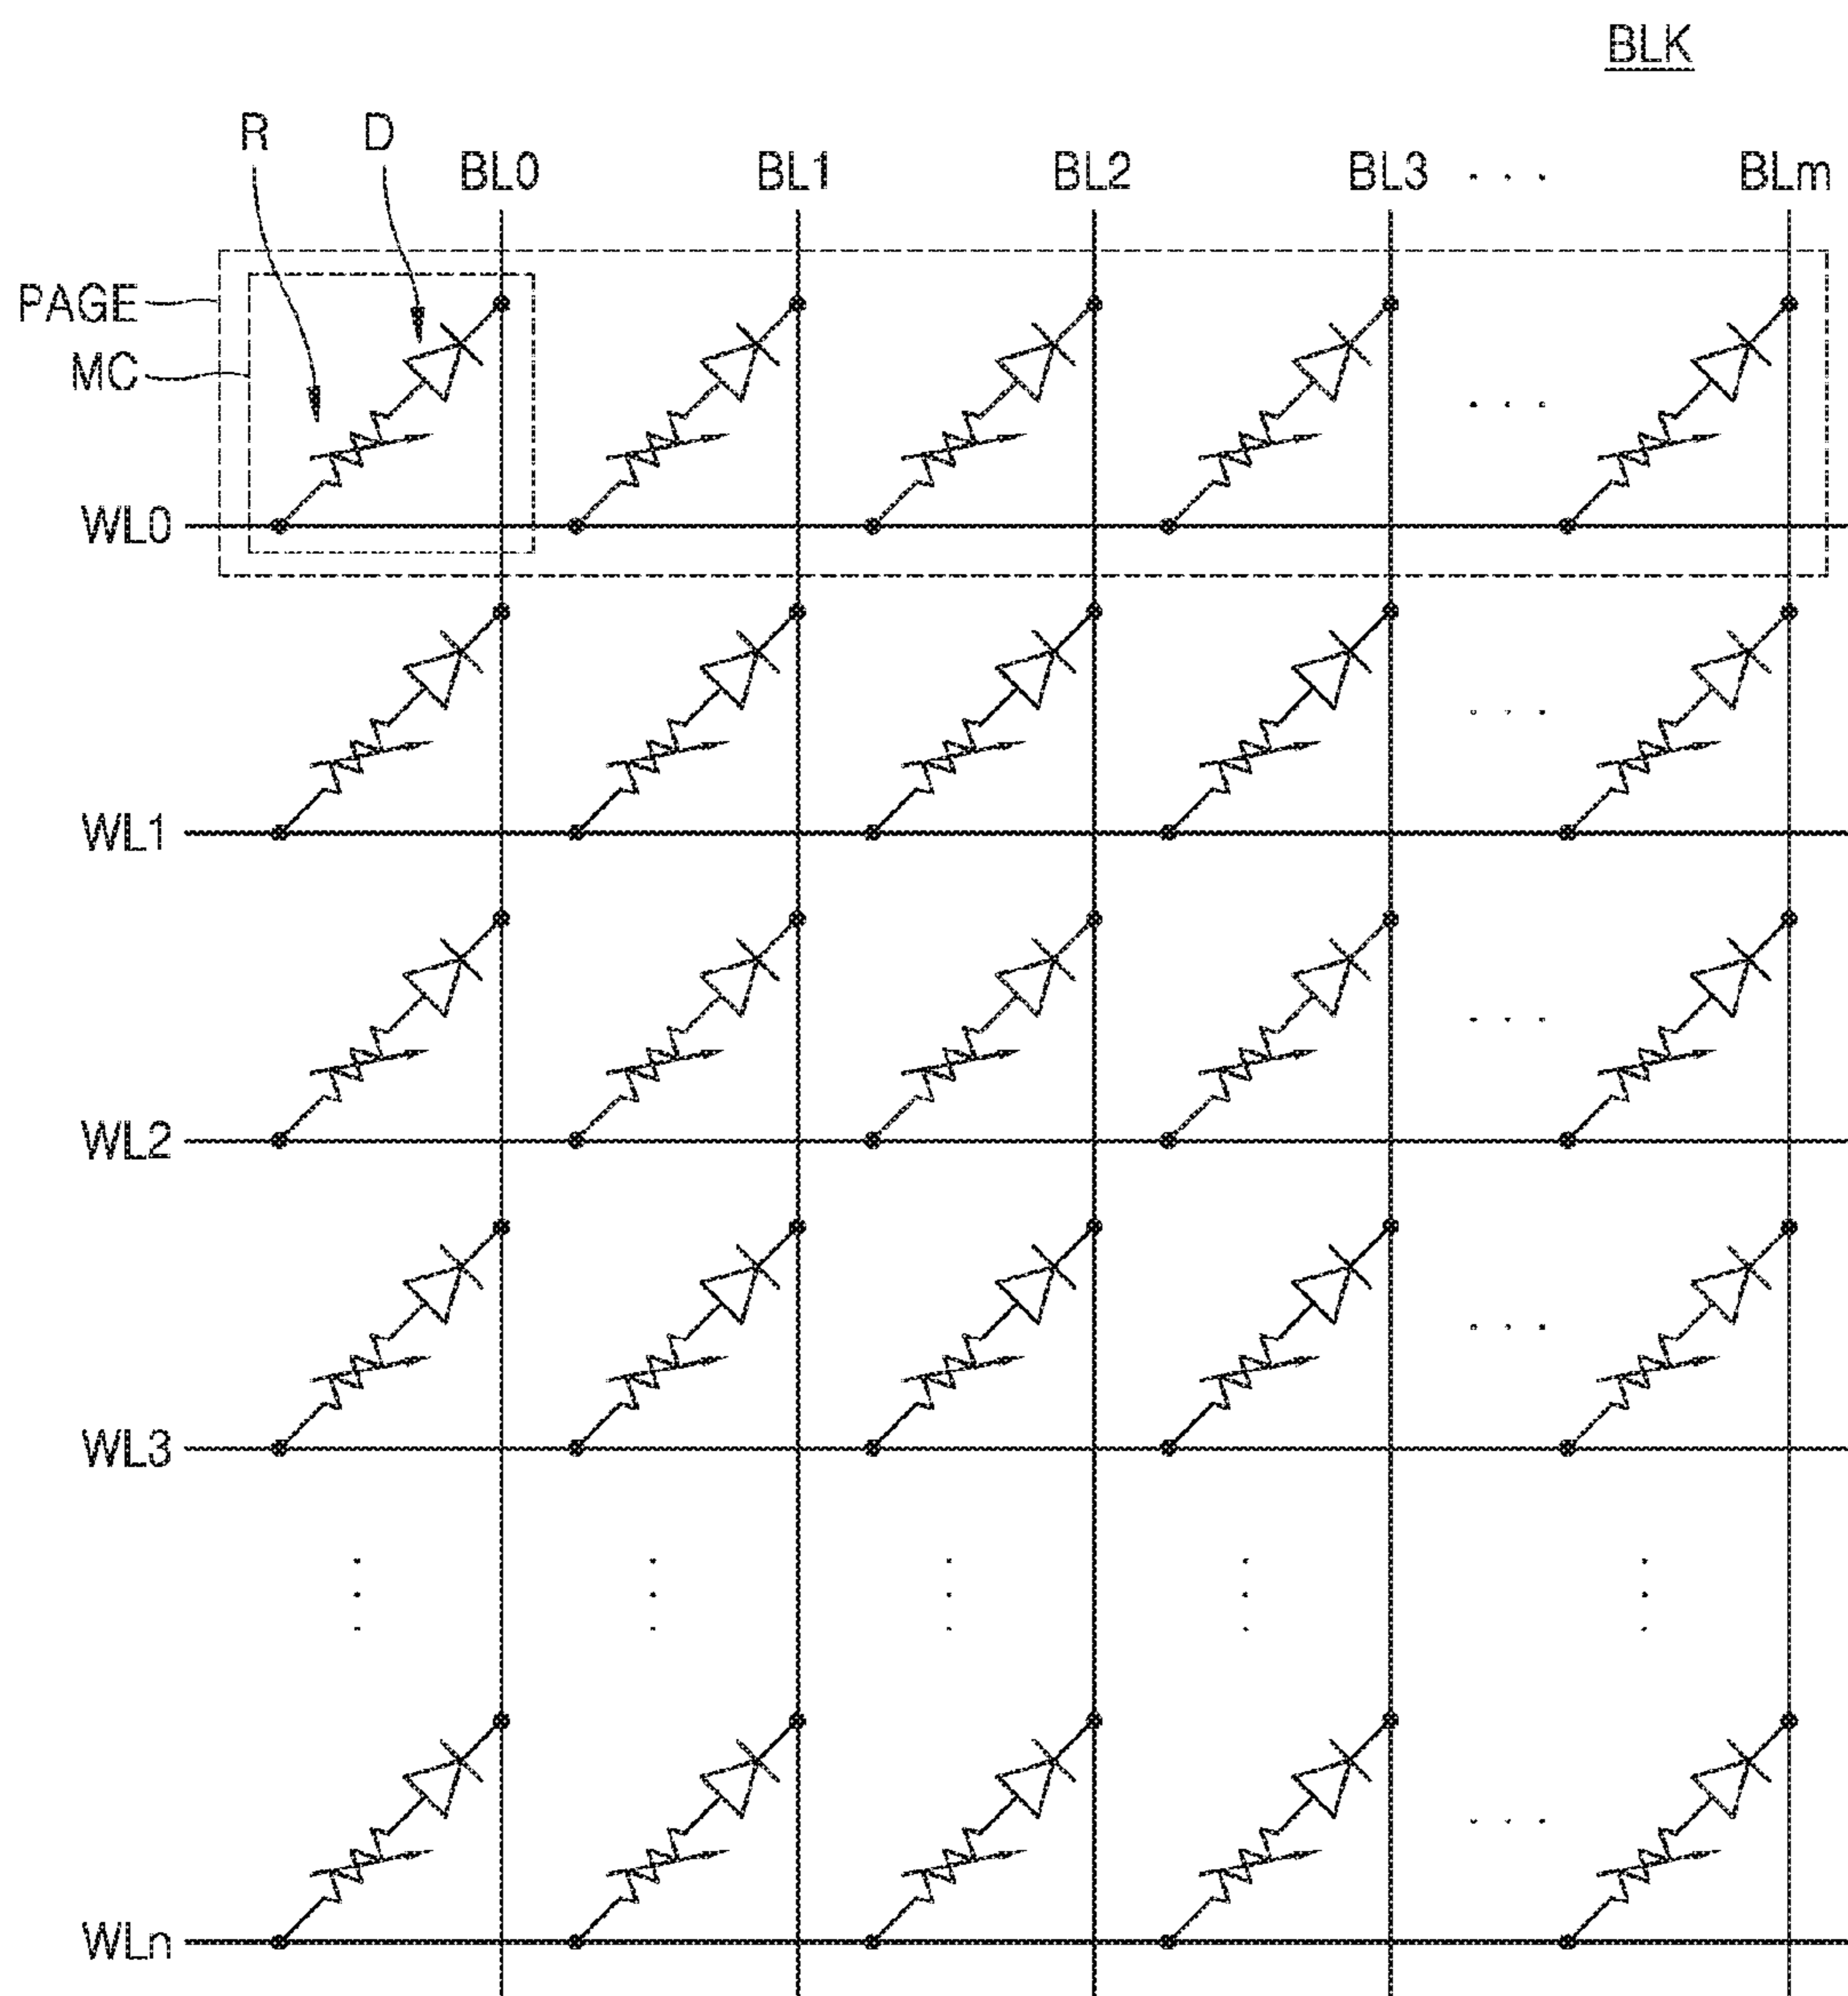 BLK
R D
BL0 BL1 BL2 BL3 . . . BLm
PAGE
MC
WL0
WL1
WL2
WL3
WLn